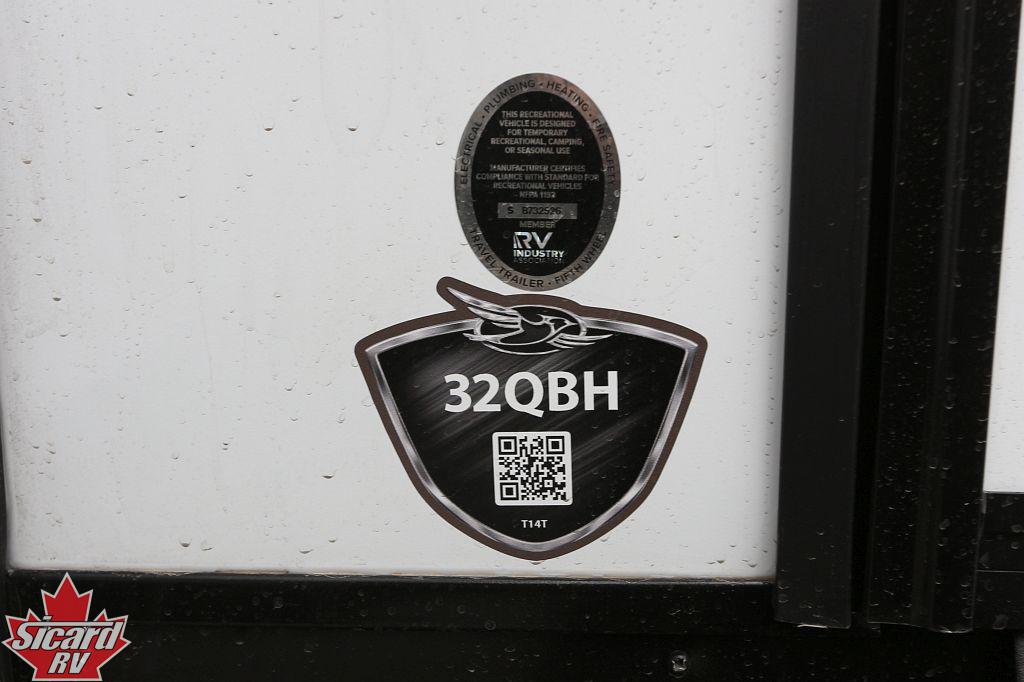 ELECTRICAL · PLUMBING · HEATING · FIRE SAFETY
THIS RECREATIONAL
VEHICLE IS DESIGNED
FOR TEMPORARY
RECREATIONAL, CAMPING,
OR SEASONAL USE
MANUFACTURER CERTIFIES
COMPLIANCE WITH STANDARD FOR
RECREATIONAL VEHICLES
NFPA 1192
S B732596
MEMBER
RV
INDUSTRY
ASSOCIATION
TRAVEL TRAILER · FIFTH WHEEL
32QBH
T14T
Sicard
RV